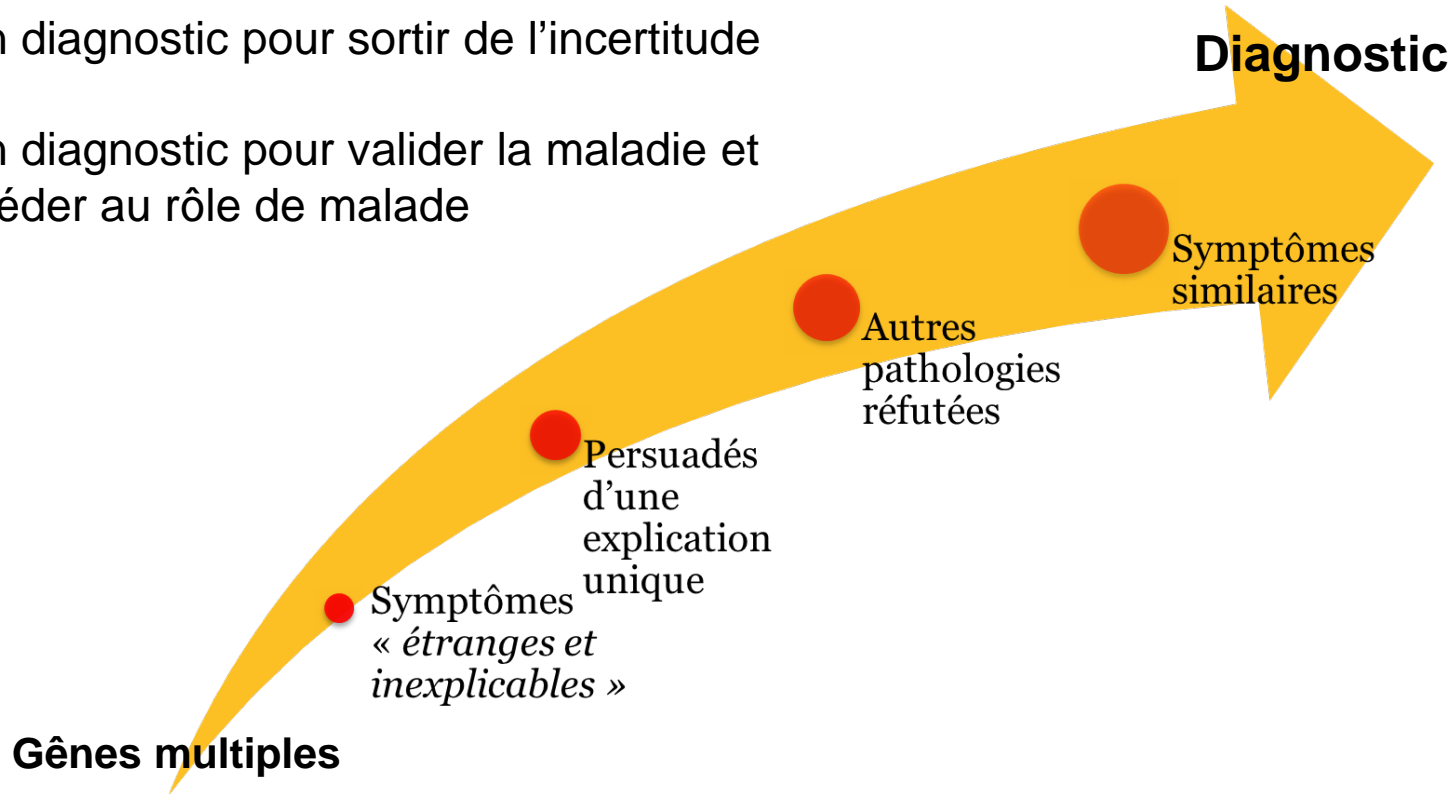 diagnostic pour sortir de l’incertitude
Diagnostic
diagnostic pour valider la maladie et
au rôle de malade
Symptômes
similaires
Autres
pathologies
réfutées
Persuadés
d’une
explication
unique
Symptômes
« étranges et
inexplicables »
Gênes multiples